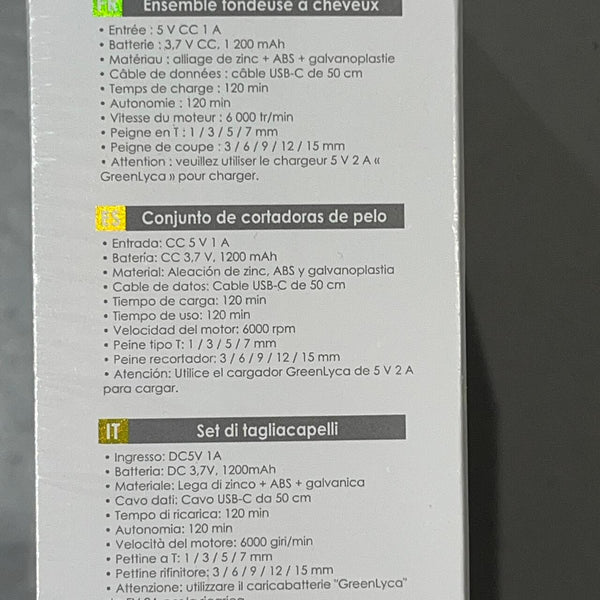 FR Ensemble tondeuse à cheveux
• Entrée : 5 V CC 1 A
• Batterie : 3,7 V CC, 1 200 mAh
• Matériau : alliage de zinc + ABS + galvanoplastie
• Câble de données : câble USB-C de 50 cm
• Temps de charge : 120 min
• Autonomie : 120 min
• Vitesse du moteur : 6 000 tr/min
• Peigne en T : 1 / 3 / 5 / 7 mm
• Peigne de coupe : 3 / 6 / 9 / 12 / 15 mm
• Attention : veuillez utiliser le chargeur 5 V 2 A «
GreenLyca » pour charger.
ES Conjunto de cortadoras de pelo
• Entrada: CC 5 V 1 A
• Batería: CC 3,7 V, 1200 mAh
• Material: Aleación de zinc, ABS y galvanoplastia
• Cable de datos: Cable USB-C de 50 cm
• Tiempo de carga: 120 min
• Tiempo de uso: 120 min
• Velocidad del motor: 6000 rpm
• Peine tipo T: 1 / 3 / 5 / 7 mm
• Peine recortador: 3 / 6 / 9 / 12 / 15 mm
• Atención: Utilice el cargador GreenLyca de 5 V 2 A
para cargar.
IT Set di tagliacapelli
• Ingresso: DC5V 1A
• Batteria: DC 3,7V, 1200mAh
• Materiale: Lega di zinco + ABS + galvanica
• Cavo dati: Cavo USB-C da 50 cm
• Tempo di ricarica: 120 min
• Autonomia: 120 min
• Velocità del motore: 6000 giri/min
• Pettine a T: 1 / 3 / 5 / 7 mm
• Pettine rifinitore: 3 / 6 / 9 / 12 / 15 mm
• Attenzione: utilizzare il caricabatterie "GreenLyca"